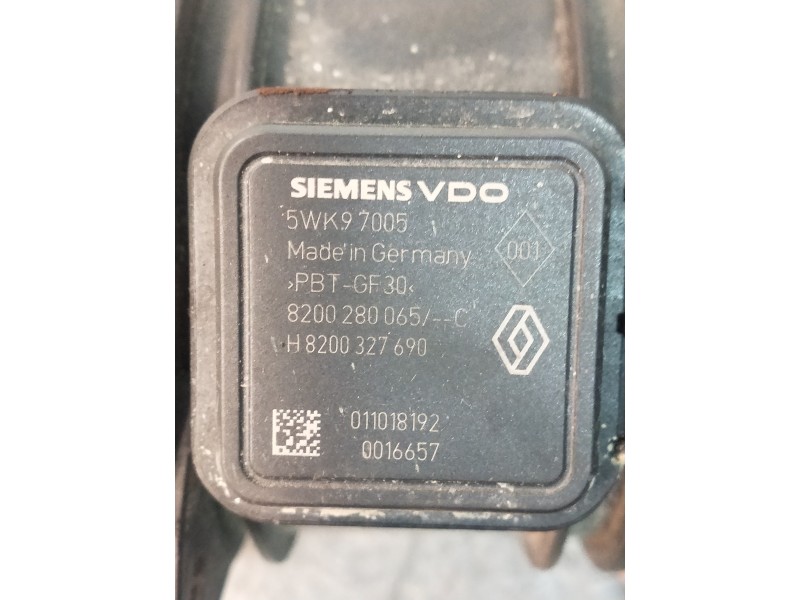 SIEMENS VDO
5WK9 7005
Made in Germany
001
>PBT-GF30<
8200 280 065/--C
H 8200 327 690
011018192
0016657